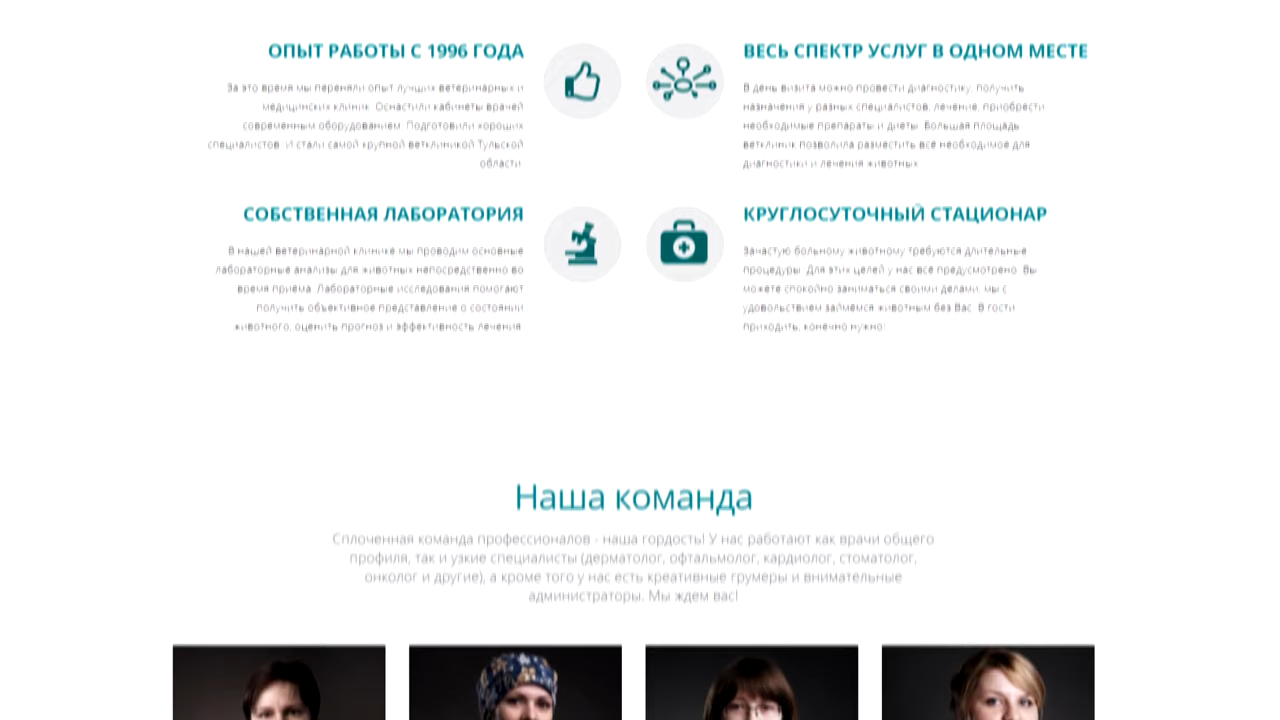 ОПЫТ РАБОТЫ С 1996 ГОДА
За это время мы переняли опыт лучших ветеринарных и
медицинских клиник. Оснастили кабинеты врачей
современным оборудованием. Подготовили хороших
специалистов. И стали самой крупной ветклиникой Тульской
области.
ВЕСЬ СПЕКТР УСЛУГ В ОДНОМ МЕСТЕ
В день визита можно провести диагностику, получить
назначения у разных специалистов, лечение, приобрести
необходимые препараты и диеты. Большая площадь
ветклиник позволила разместить всё необходимое для
диагностики и лечения животных.
СОБСТВЕННАЯ ЛАБОРАТОРИЯ
В нашей ветеринарной клинике мы проводим основные
лабораторные анализы для животных непосредственно во
время приёма. Лабораторные исследования помогают
получить объективное представление о состоянии
животного, оценить прогноз и эффективность лечения.
КРУГЛОСУТОЧНЫЙ СТАЦИОНАР
Зачастую больному животному требуются длительные
процедуры. Для этих целей у нас всё предусмотрено. Вы
можете спокойно заниматься своими делами, мы с
удовольствием займёмся животным без Вас. В гости
приходить, конечно нужно!
Наша команда
Сплоченная команда профессионалов - наша гордость! У нас работают как врачи общего
профиля, так и узкие специалисты (дерматолог, офтальмолог, кардиолог, стоматолог,
онколог и другие), а кроме того у нас есть креативные грумеры и внимательные
администраторы. Мы ждем вас!